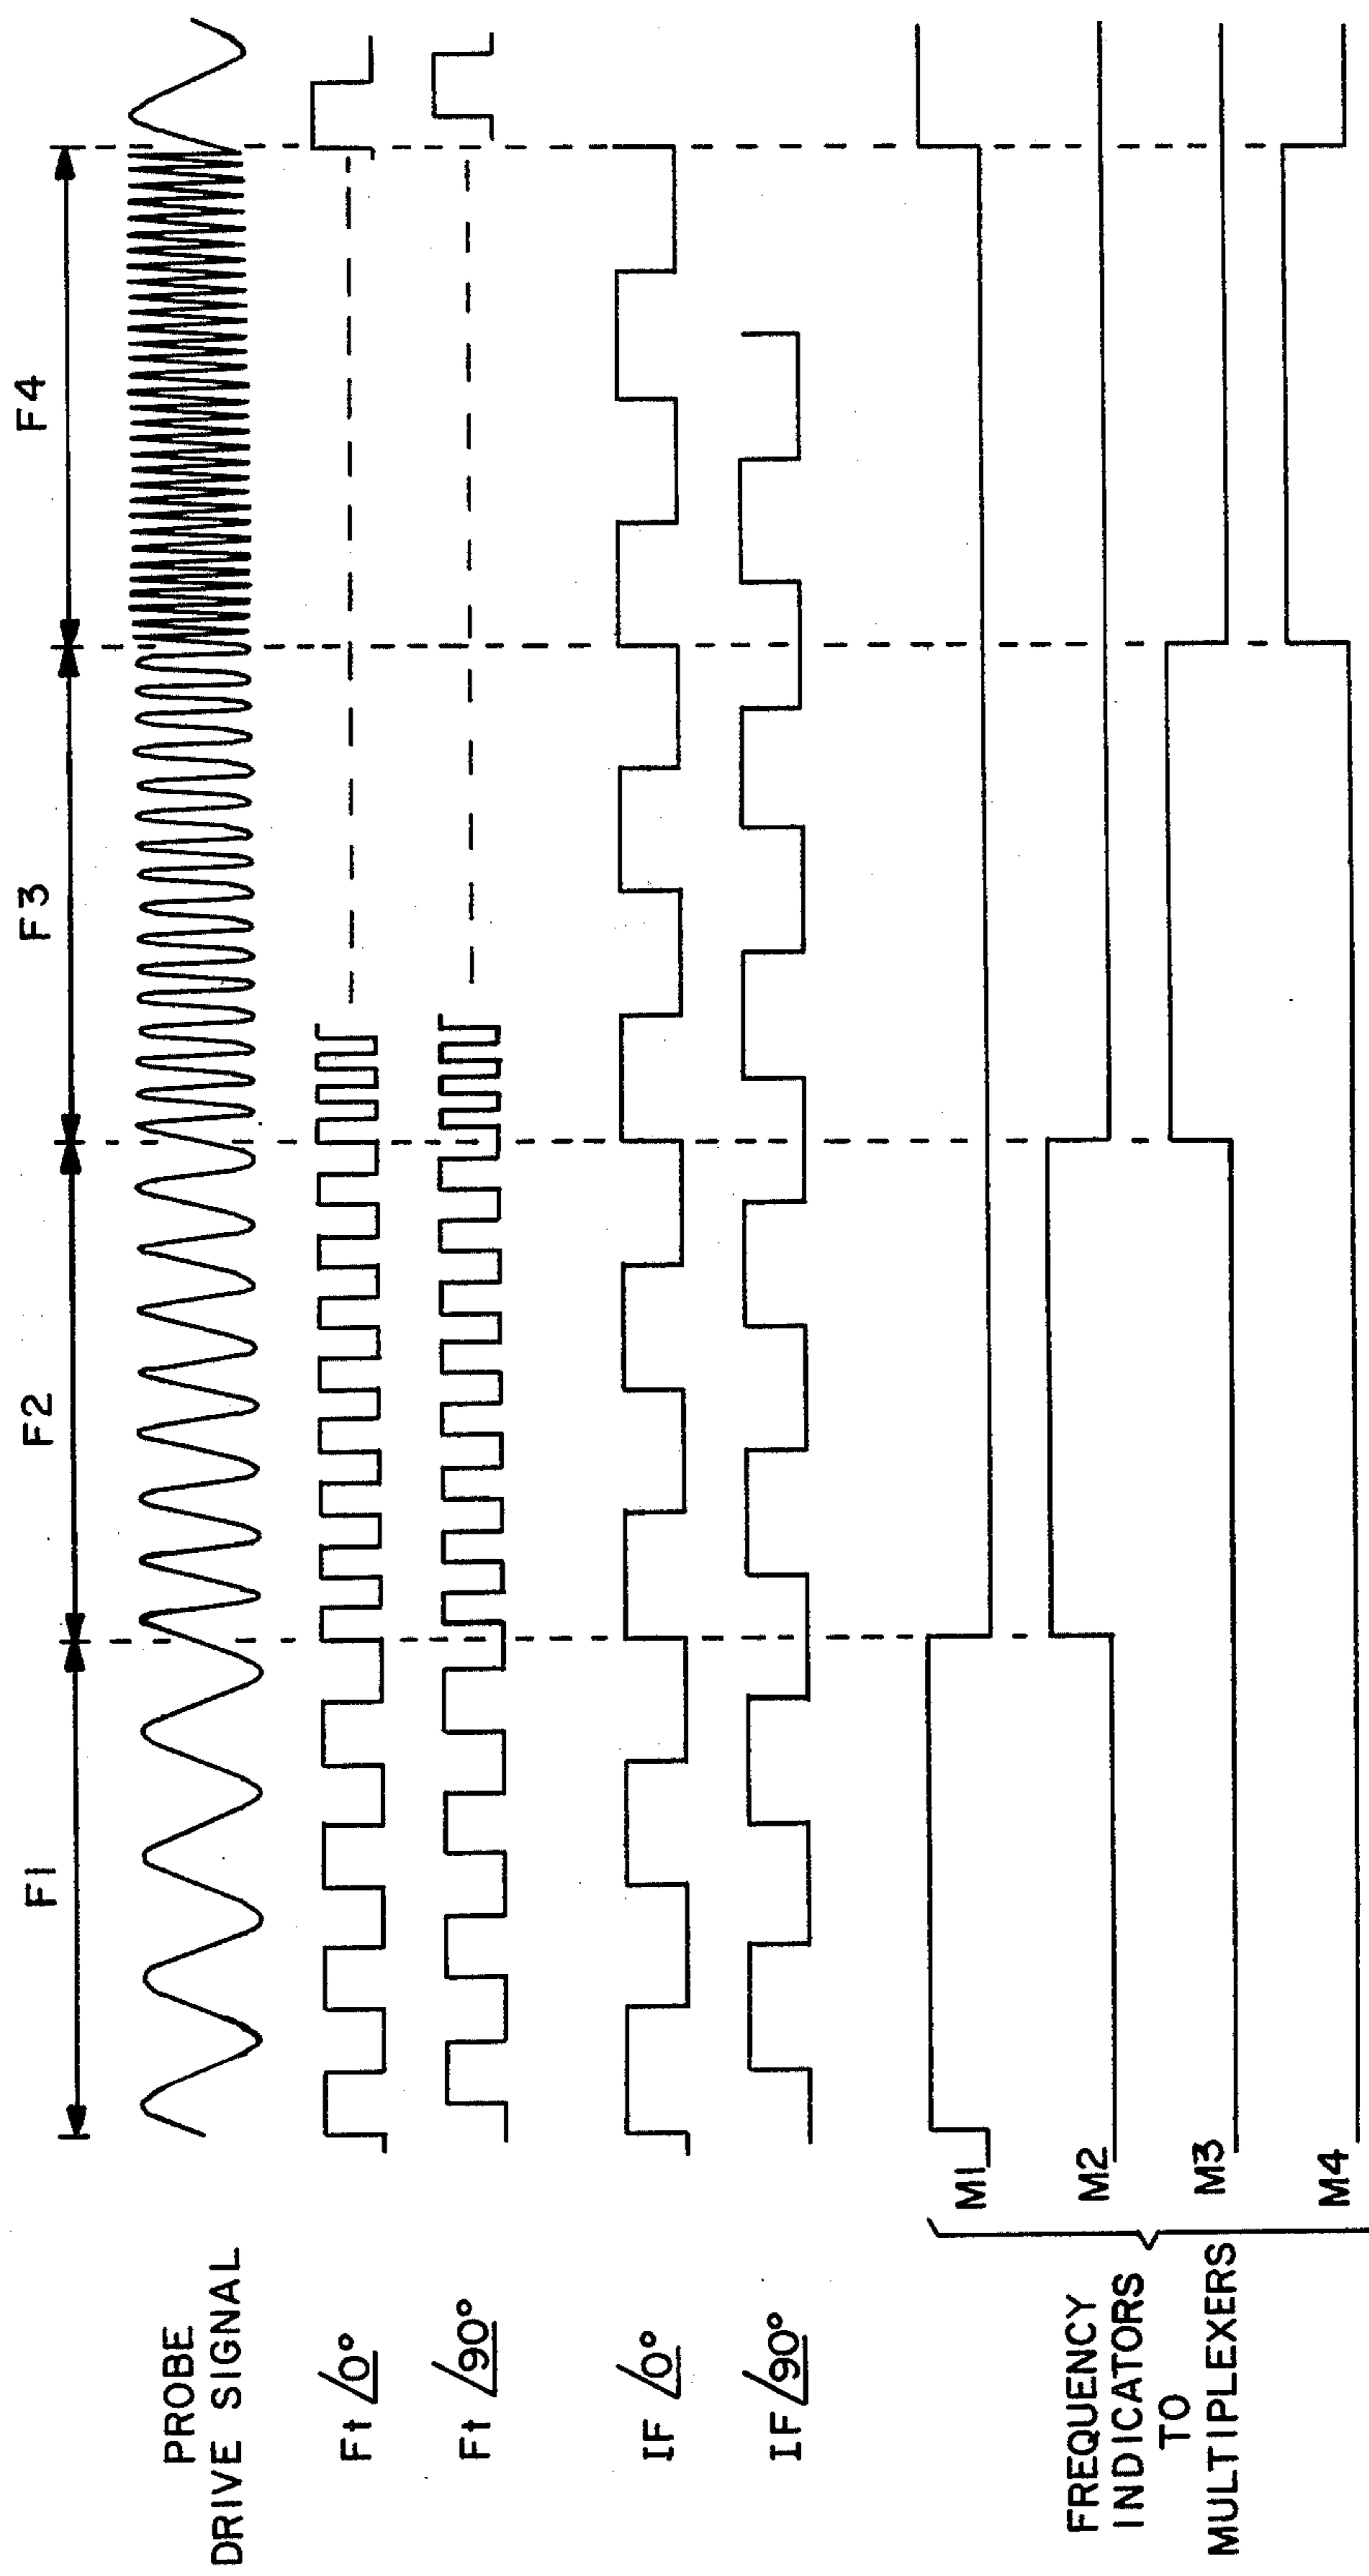 F1 F2 F3 F4
PROBE
DRIVE SIGNAL
Ft /0°
Ft /90°
IF /0°
IF /90°
FREQUENCY
INDICATORS
TO
MULTIPLEXERS
M1
M2
M3
M4